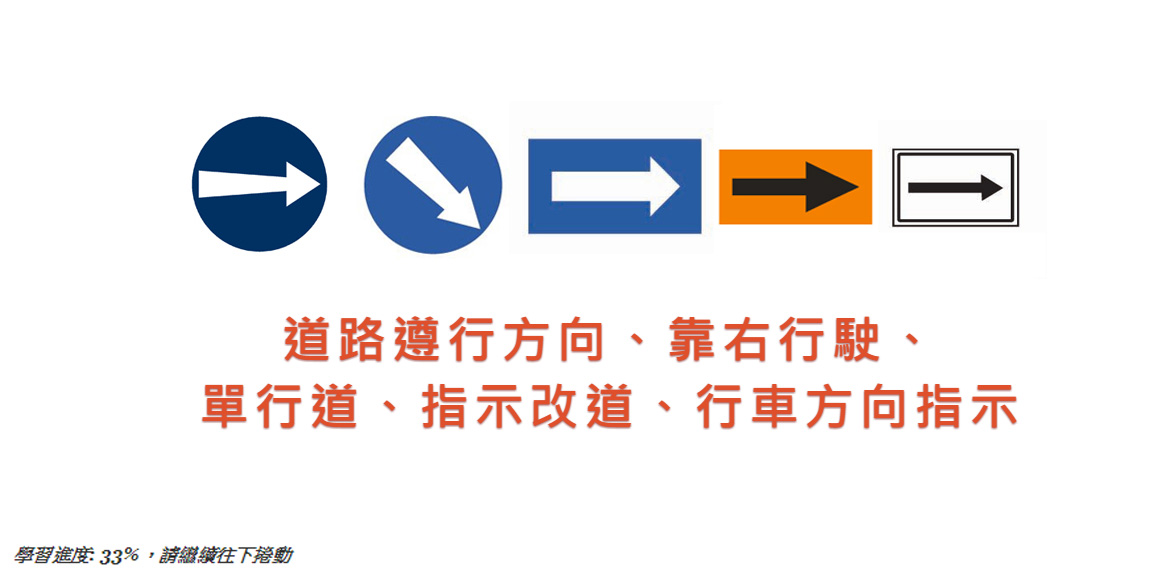 道路遵行方向、靠右行駛、
單行道、指示改道、行車方向指示
學習進度: 33%，請繼續往下捲動